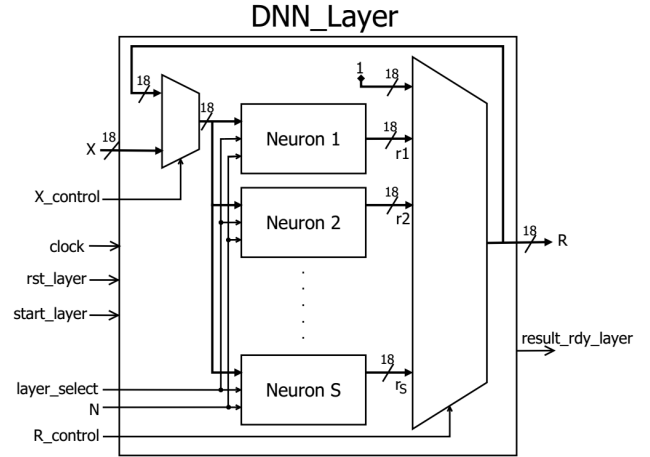 DNN_Layer
18
18
1
18
X
18
Neuron 1
18
r1
X_control
Neuron 2
18
r2
clock
18
R
rst_layer
start_layer
result_rdy_layer
18
layer_select
Neuron S
rS
N
R_control